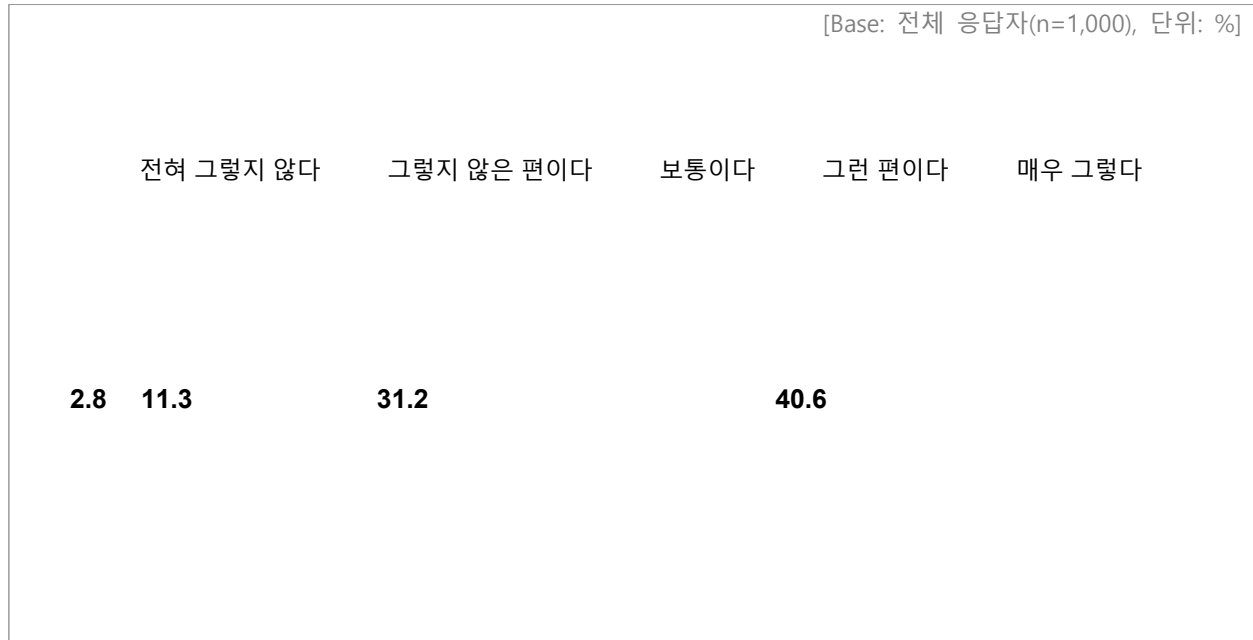 [Base: 전체 응답자(n=1,000), 단위: %]
전혀 그렇지 않다 그렇지 않은 편이다 보통이다 그런 편이다 매우 그렇다
2.8 11.3 31.2 40.6